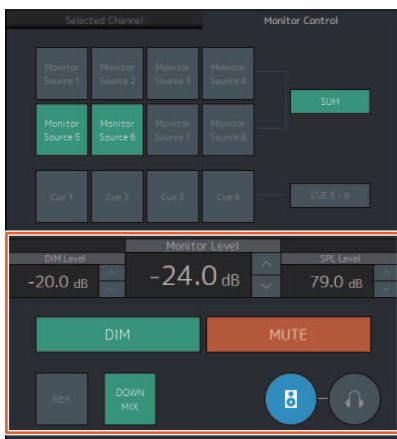 Selected Channel
Monitor Control
Monitor Source 1
Monitor Source 2
Monitor Source 3
Monitor Source 4
SUM
Monitor Source 5
Monitor Source 6
Monitor Source 7
Monitor Source 8
Cue 1
Cue 2
Cue 3
Cue 4
CUE 5 - 8
Monitor Level
DIM Level
SPL Level
-20.0 dB
-24.0 dB
79.0 dB
DIM
MUTE
REF
DOWN
MIX